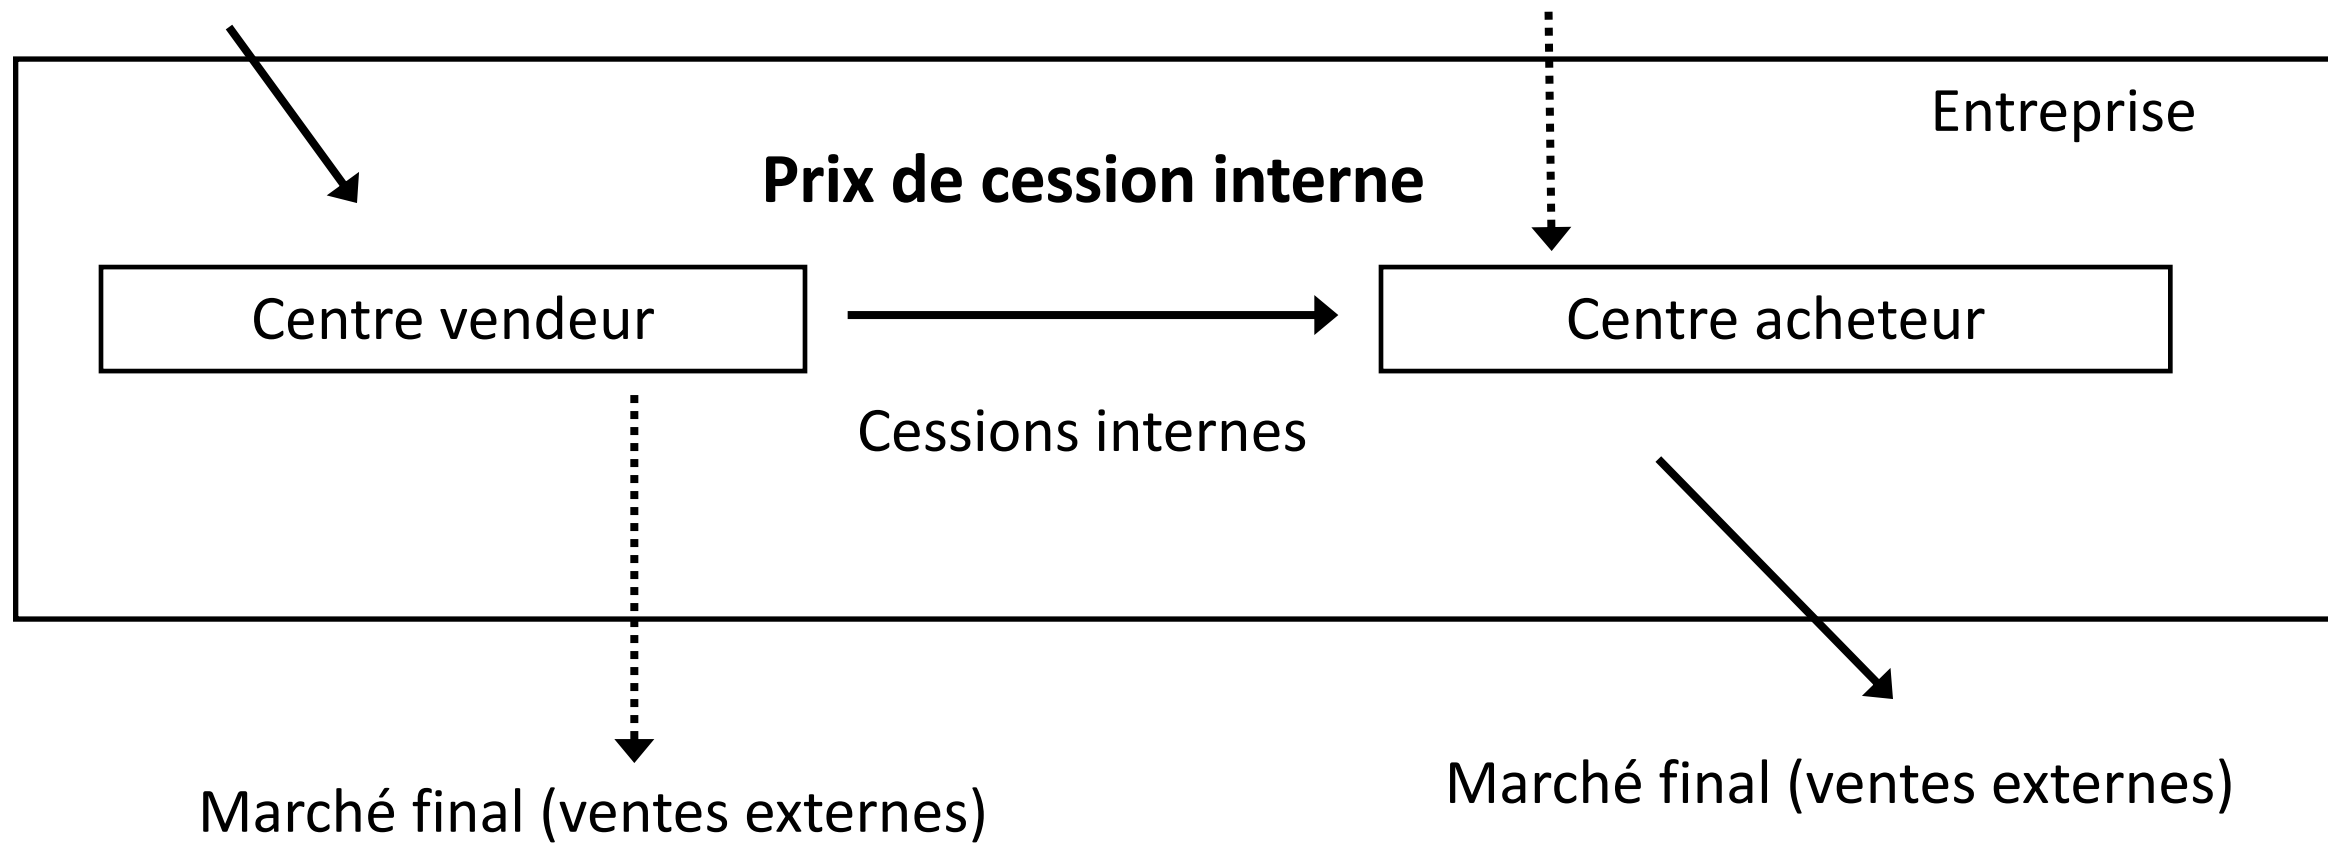 Entreprise
Prix de cession interne
Centre vendeur
Centre acheteur
Cessions internes
Marché final (ventes externes)
Marché final (ventes externes)